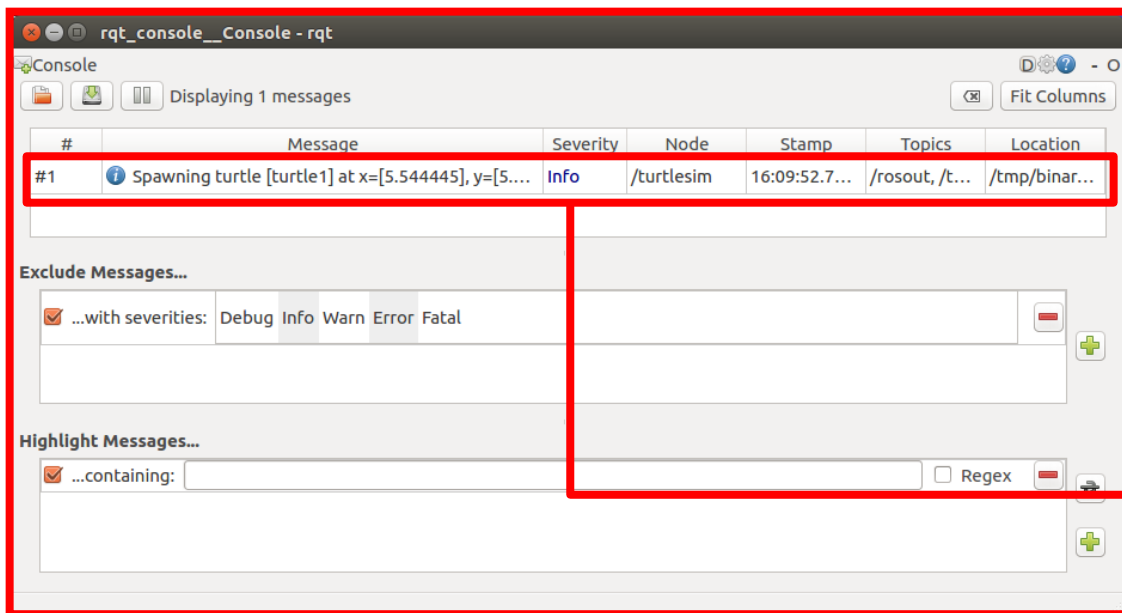 rqt_console__Console - rqt
Console D - O
Displaying 1 messages Fit Columns
# Message Severity Node Stamp Topics Location
#1 Spawning turtle [turtle1] at x=[5.544445], y=[5.... Info /turtlesim 16:09:52.7... /rosout, /t... /tmp/binar...
Exclude Messages...
...with severities: Debug Info Warn Error Fatal
Highlight Messages...
...containing: Regex